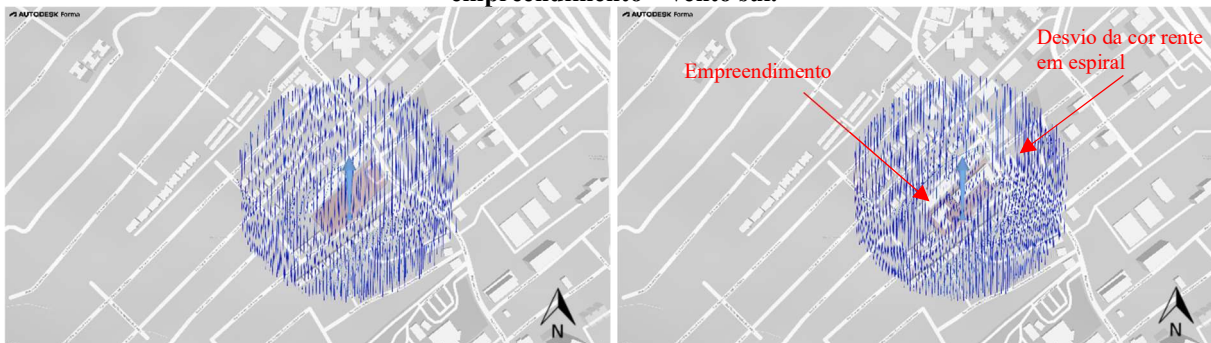 empreendimento – vento sul.
AUTODESK Forma
AUTODESK Forma
Desvio da cor rente
em espiral
Empreendimento
N
N